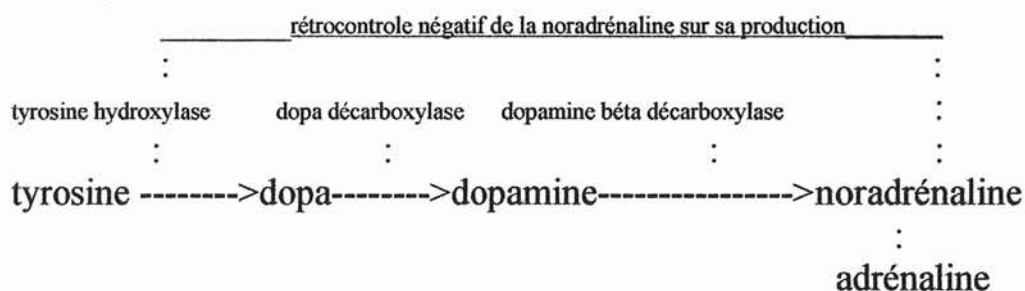 rétrocontrole négatif de la noradrénaline sur sa production
: :
tyrosine hydroxylase dopa décarboxylase dopamine béta décarboxylase :
: : : :
tyrosine -------->dopa-------->dopamine---------------->noradrénaline
:
adrénaline